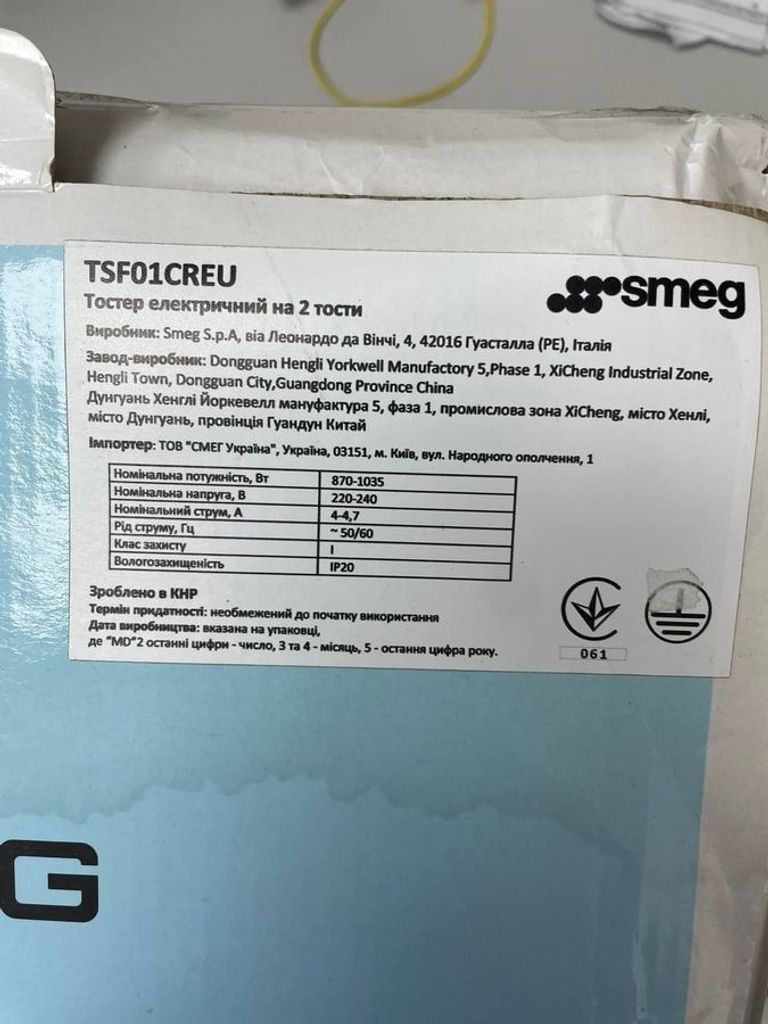 TSF01CREU
smeg
Тостер електричний на 2 тости
Виробник: Smeg S.p.A, віа Леонардо да Вінчі, 4, 42016 Гуасталла (РЕ), Італія
Завод-виробник: Dongguan Hengli Yorkwell Manufactory 5,Phase 1, XiCheng Industrial Zone,
Hengli Town, Dongguan City,Guangdong Province China
Дунгуань Хенглі Йоркевелл мануфактура 5, фаза 1, промислова зона XiCheng, місто Хенлі,
місто Дунгуань, провінція Гуандун Китай
Імпортер: ТОВ "СМЕГ Україна", Україна, 03151, м. Київ, вул. Народного ополчення, 1
Номінальна потужність, Вт 870-1035
Номінальна напруга, В 220-240
Номінальний струм, А 4-4,7
Рід струму, Гц ~ 50/60
Клас захисту I
Вологозахищеність IP20
Зроблено в КНР
Термін придатності: необмежений до початку використання
Дата виробництва: вказана на упаковці,
де "MD"2 останні цифри - число, 3 та 4 - місяць, 5 - остання цифра року.
061
G